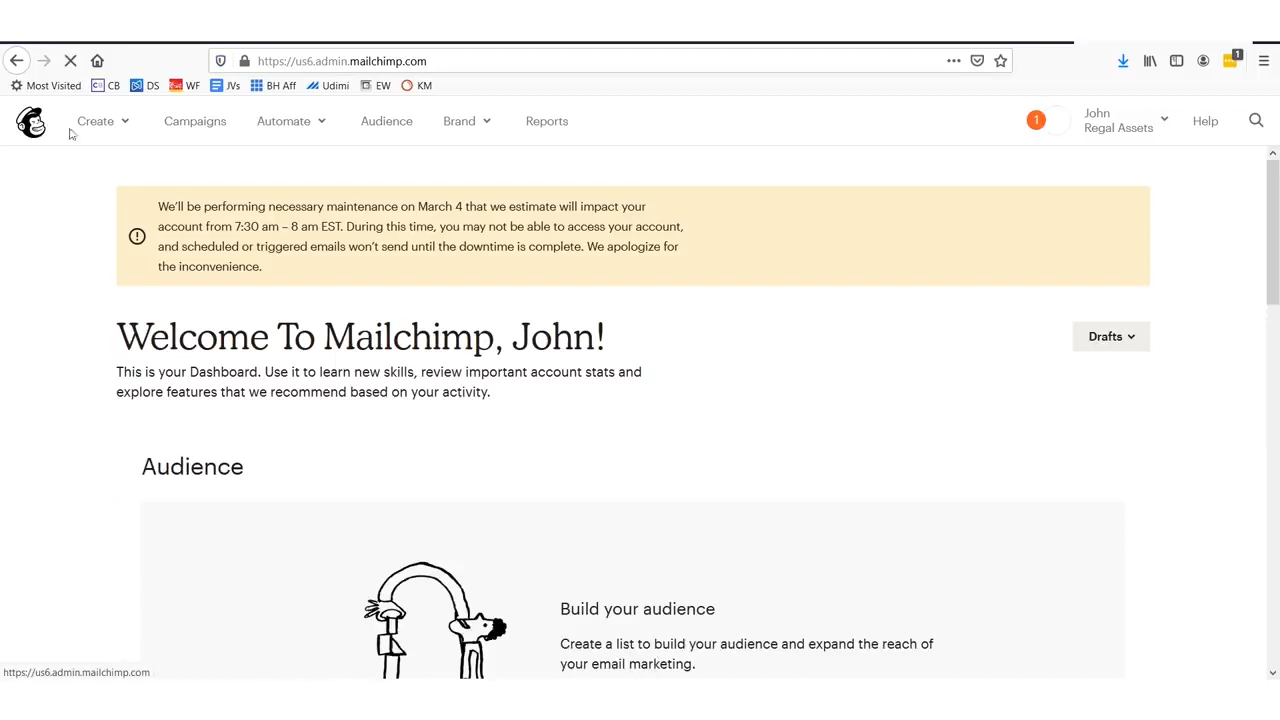 https://us6.admin.mailchimp.com
1
Most Visited CB DS WF JVs BH Aff Udimi EW KM
Create Campaigns Automate Audience Brand Reports 1 John Help
Regal Assets
We'll be performing necessary maintenance on March 4 that we estimate will impact your
account from 7:30 am – 8 am EST. During this time, you may not be able to access your account,
and scheduled or triggered emails won't send until the downtime is complete. We apologize for
the inconvenience.
Welcome To Mailchimp, John!
Drafts
This is your Dashboard. Use it to learn new skills, review important account stats and
explore features that we recommend based on your activity.
Audience
Build your audience
Create a list to build your audience and expand the reach of
your email marketing.
https://us6.admin.mailchimp.com